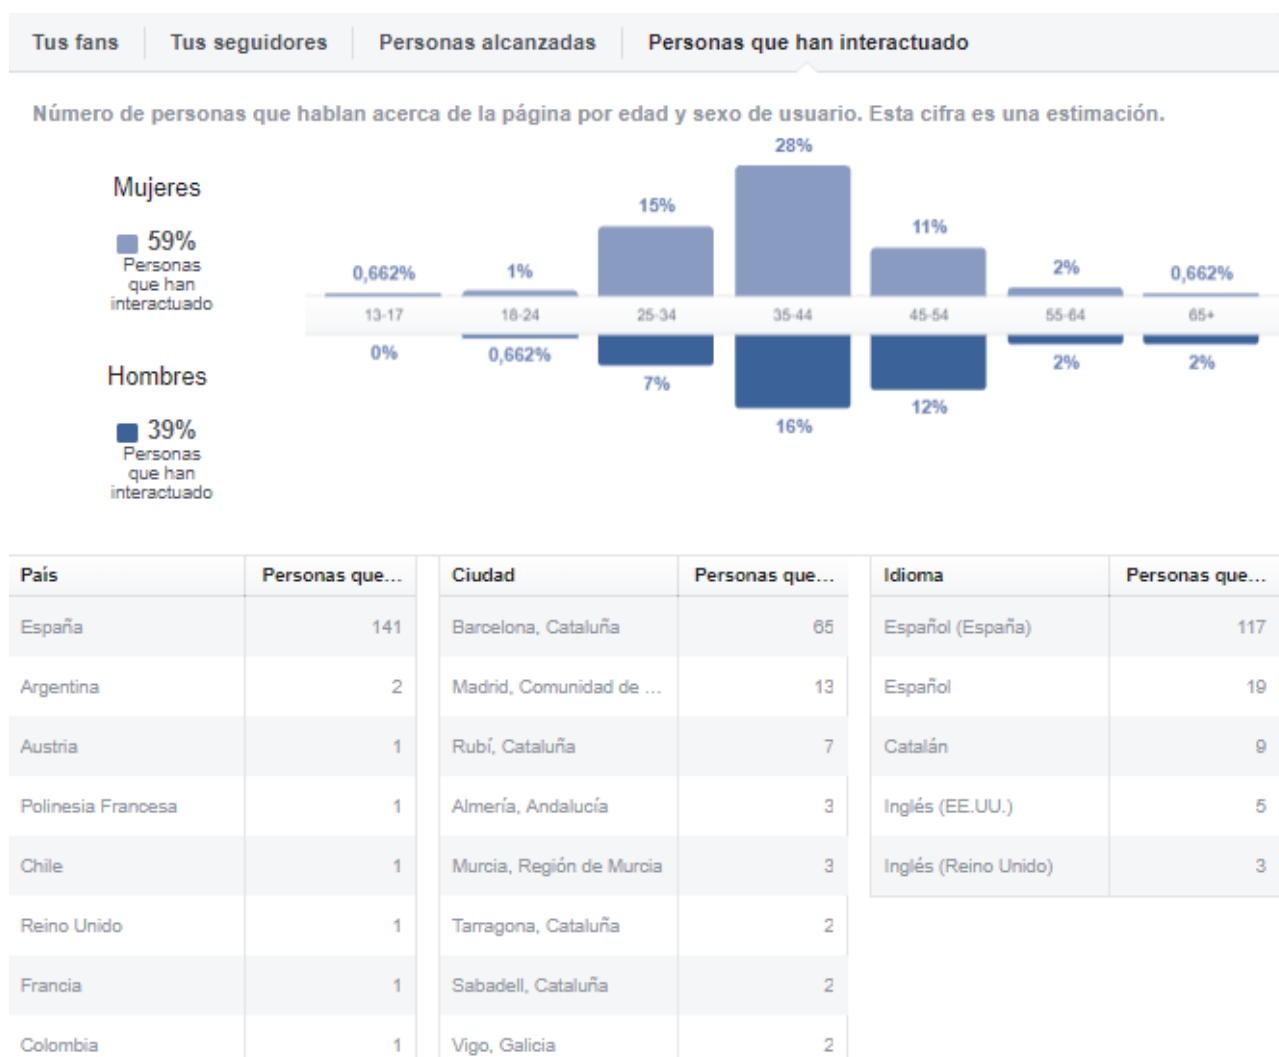 Tus fans Tus seguidores Personas alcanzadas Personas que han interactuado
Número de personas que hablan acerca de la página por edad y sexo de usuario. Esta cifra es una estimación.
Mujeres
59%
Personas
que han
interactuado
0,662% 1% 15% 28% 11% 2% 0,662%
13-17 18-24 25-34 35-44 45-54 55-64 65+
0% 0,662% 7% 16% 12% 2% 2%
Hombres
39%
Personas
que han
interactuado
País Personas que... Ciudad Personas que... Idioma Personas que...
España 141 Barcelona, Cataluña 65 Español (España) 117
Argentina 2 Madrid, Comunidad de ... 13 Español 19
Austria 1 Rubí, Cataluña 7 Catalán 9
Polinesia Francesa 1 Almería, Andalucía 3 Inglés (EE.UU.) 5
Chile 1 Murcia, Región de Murcia 3 Inglés (Reino Unido) 3
Reino Unido 1 Tarragona, Cataluña 2
Francia 1 Sabadell, Cataluña 2
Colombia 1 Vigo, Galicia 2